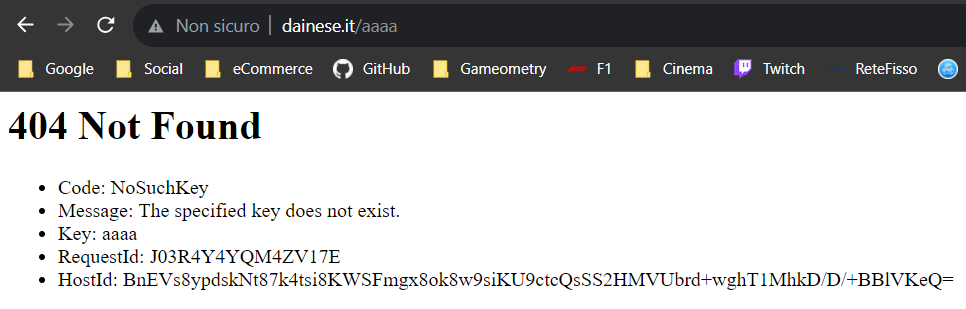 Non sicuro | dainese.it/aaaa
Google Social eCommerce GitHub Gameometry F1 Cinema Twitch ReteFisso
404 Not Found
• Code: NoSuchKey
• Message: The specified key does not exist.
• Key: aaaa
• RequestId: J03R4Y4YQM4ZV17E
• HostId: BnEVs8ypdskNt87k4tsi8KWSFmgx8ok8w9siKU9ctcQsSS2HMVUbrd+wghT1MhkD/D/+BBlVKeQ=